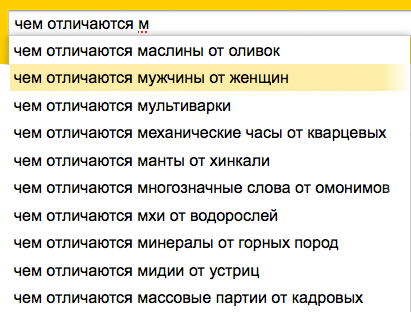 чем отличаются м
чем отличаются маслины от оливок
чем отличаются мужчины от женщин
чем отличаются мультиварки
чем отличаются механические часы от кварцевых
чем отличаются манты от хинкали
чем отличаются многозначные слова от омонимов
чем отличаются мхи от водорослей
чем отличаются минералы от горных пород
чем отличаются мидии от устриц
чем отличаются массовые партии от кадровых